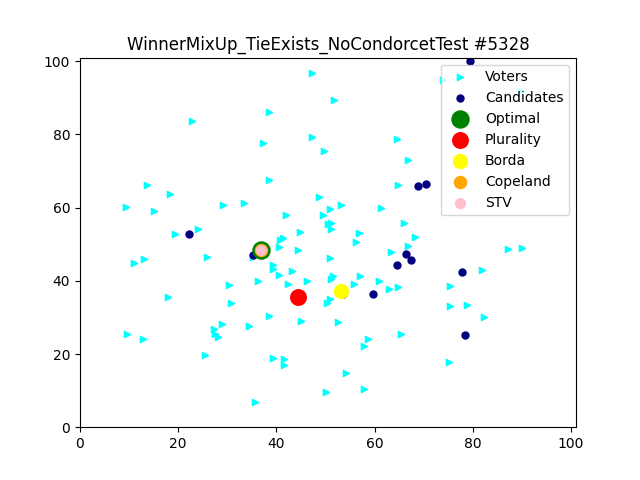 WinnerMixUp_TieExists_NoCondorcetTest #5328
Voters
Candidates
Optimal
Plurality
Borda
Copeland
STV
100
80
60
40
20
0
0 20 40 60 80 100